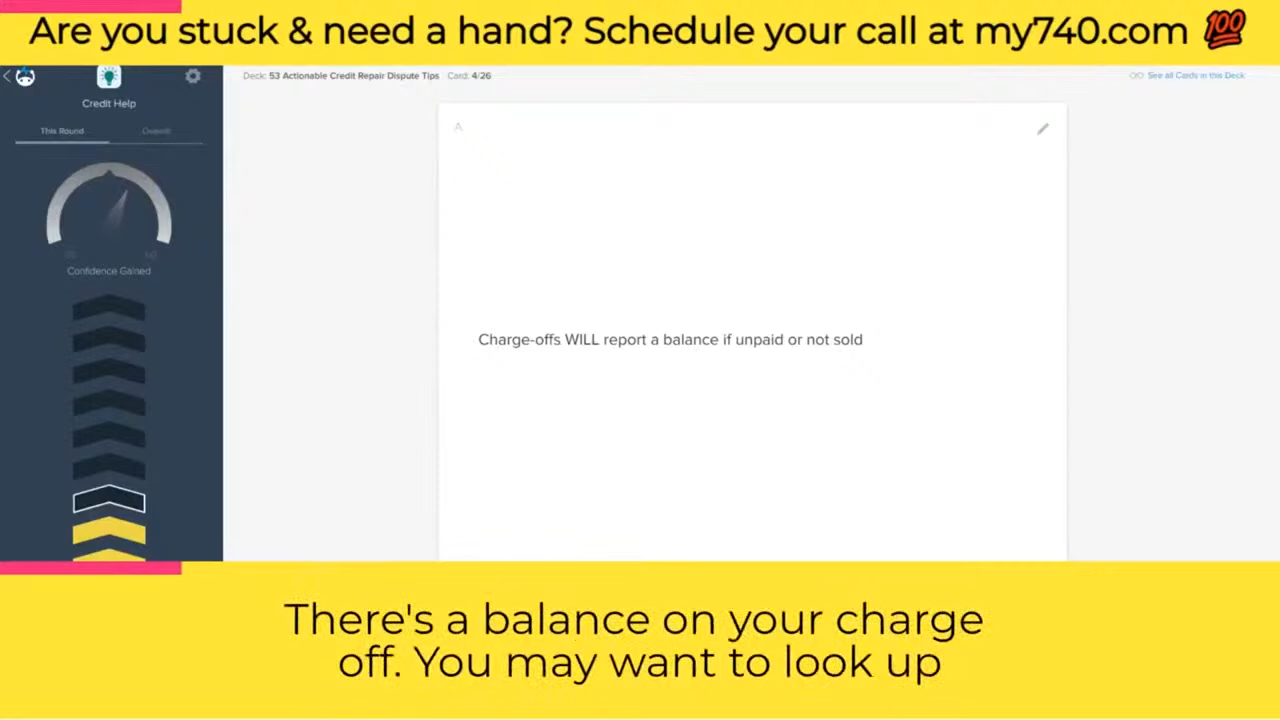 Are you stuck & need a hand? Schedule your call at my740.com 💯
Credit Help
This Round
Overall
Confidence Gained
Deck: 53 Actionable Credit Repair Dispute Tips Card: 4/26
See all Cards in this Deck
A
Charge-offs WILL report a balance if unpaid or not sold
There's a balance on your charge
off. You may want to look up